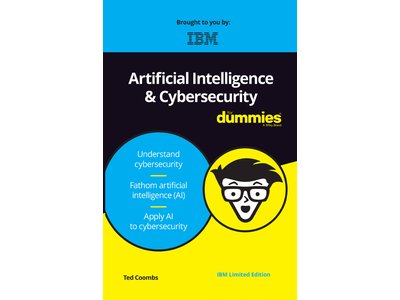 Brought to you by:
IBM
Artificial Intelligence
& Cybersecurity
for
dummies
A Wiley Brand
Understand
cybersecurity
Fathom artificial
intelligence (AI)
Apply AI
to cybersecurity
Ted Coombs
IBM Limited Edition